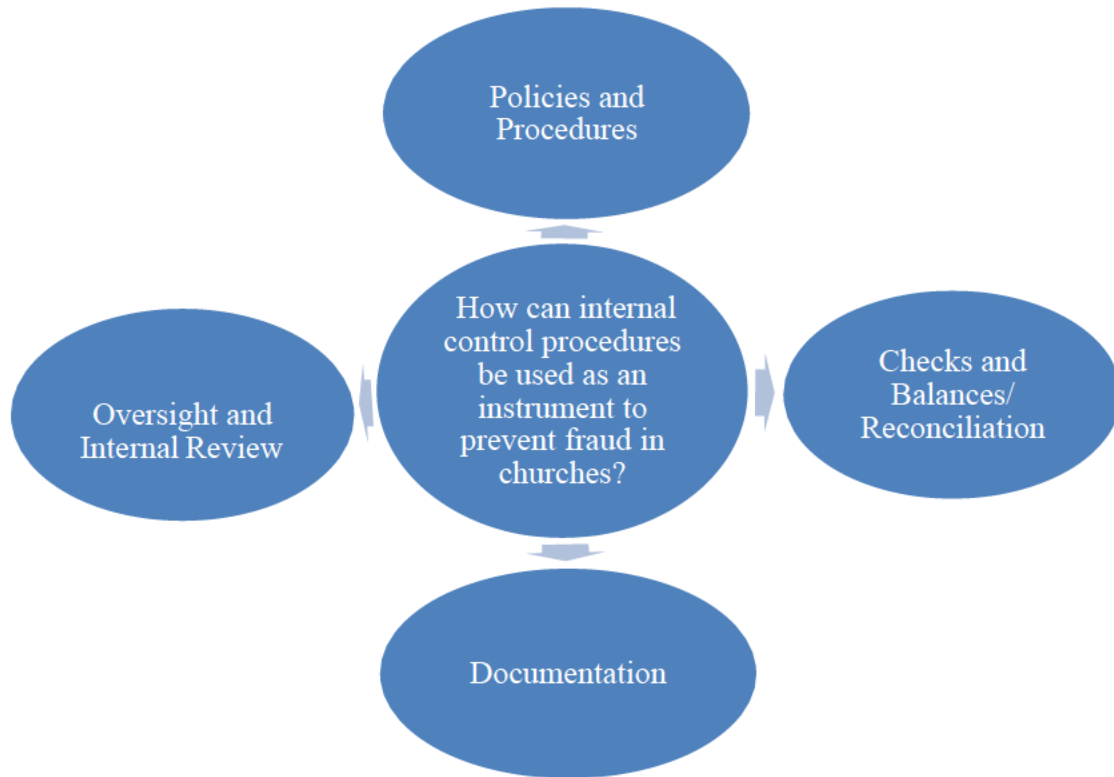 Policies and
Procedures
How can internal
control procedures
be used as an
instrument to
prevent fraud in
churches?
Oversight and
Internal Review
Checks and
Balances/
Reconciliation
Documentation